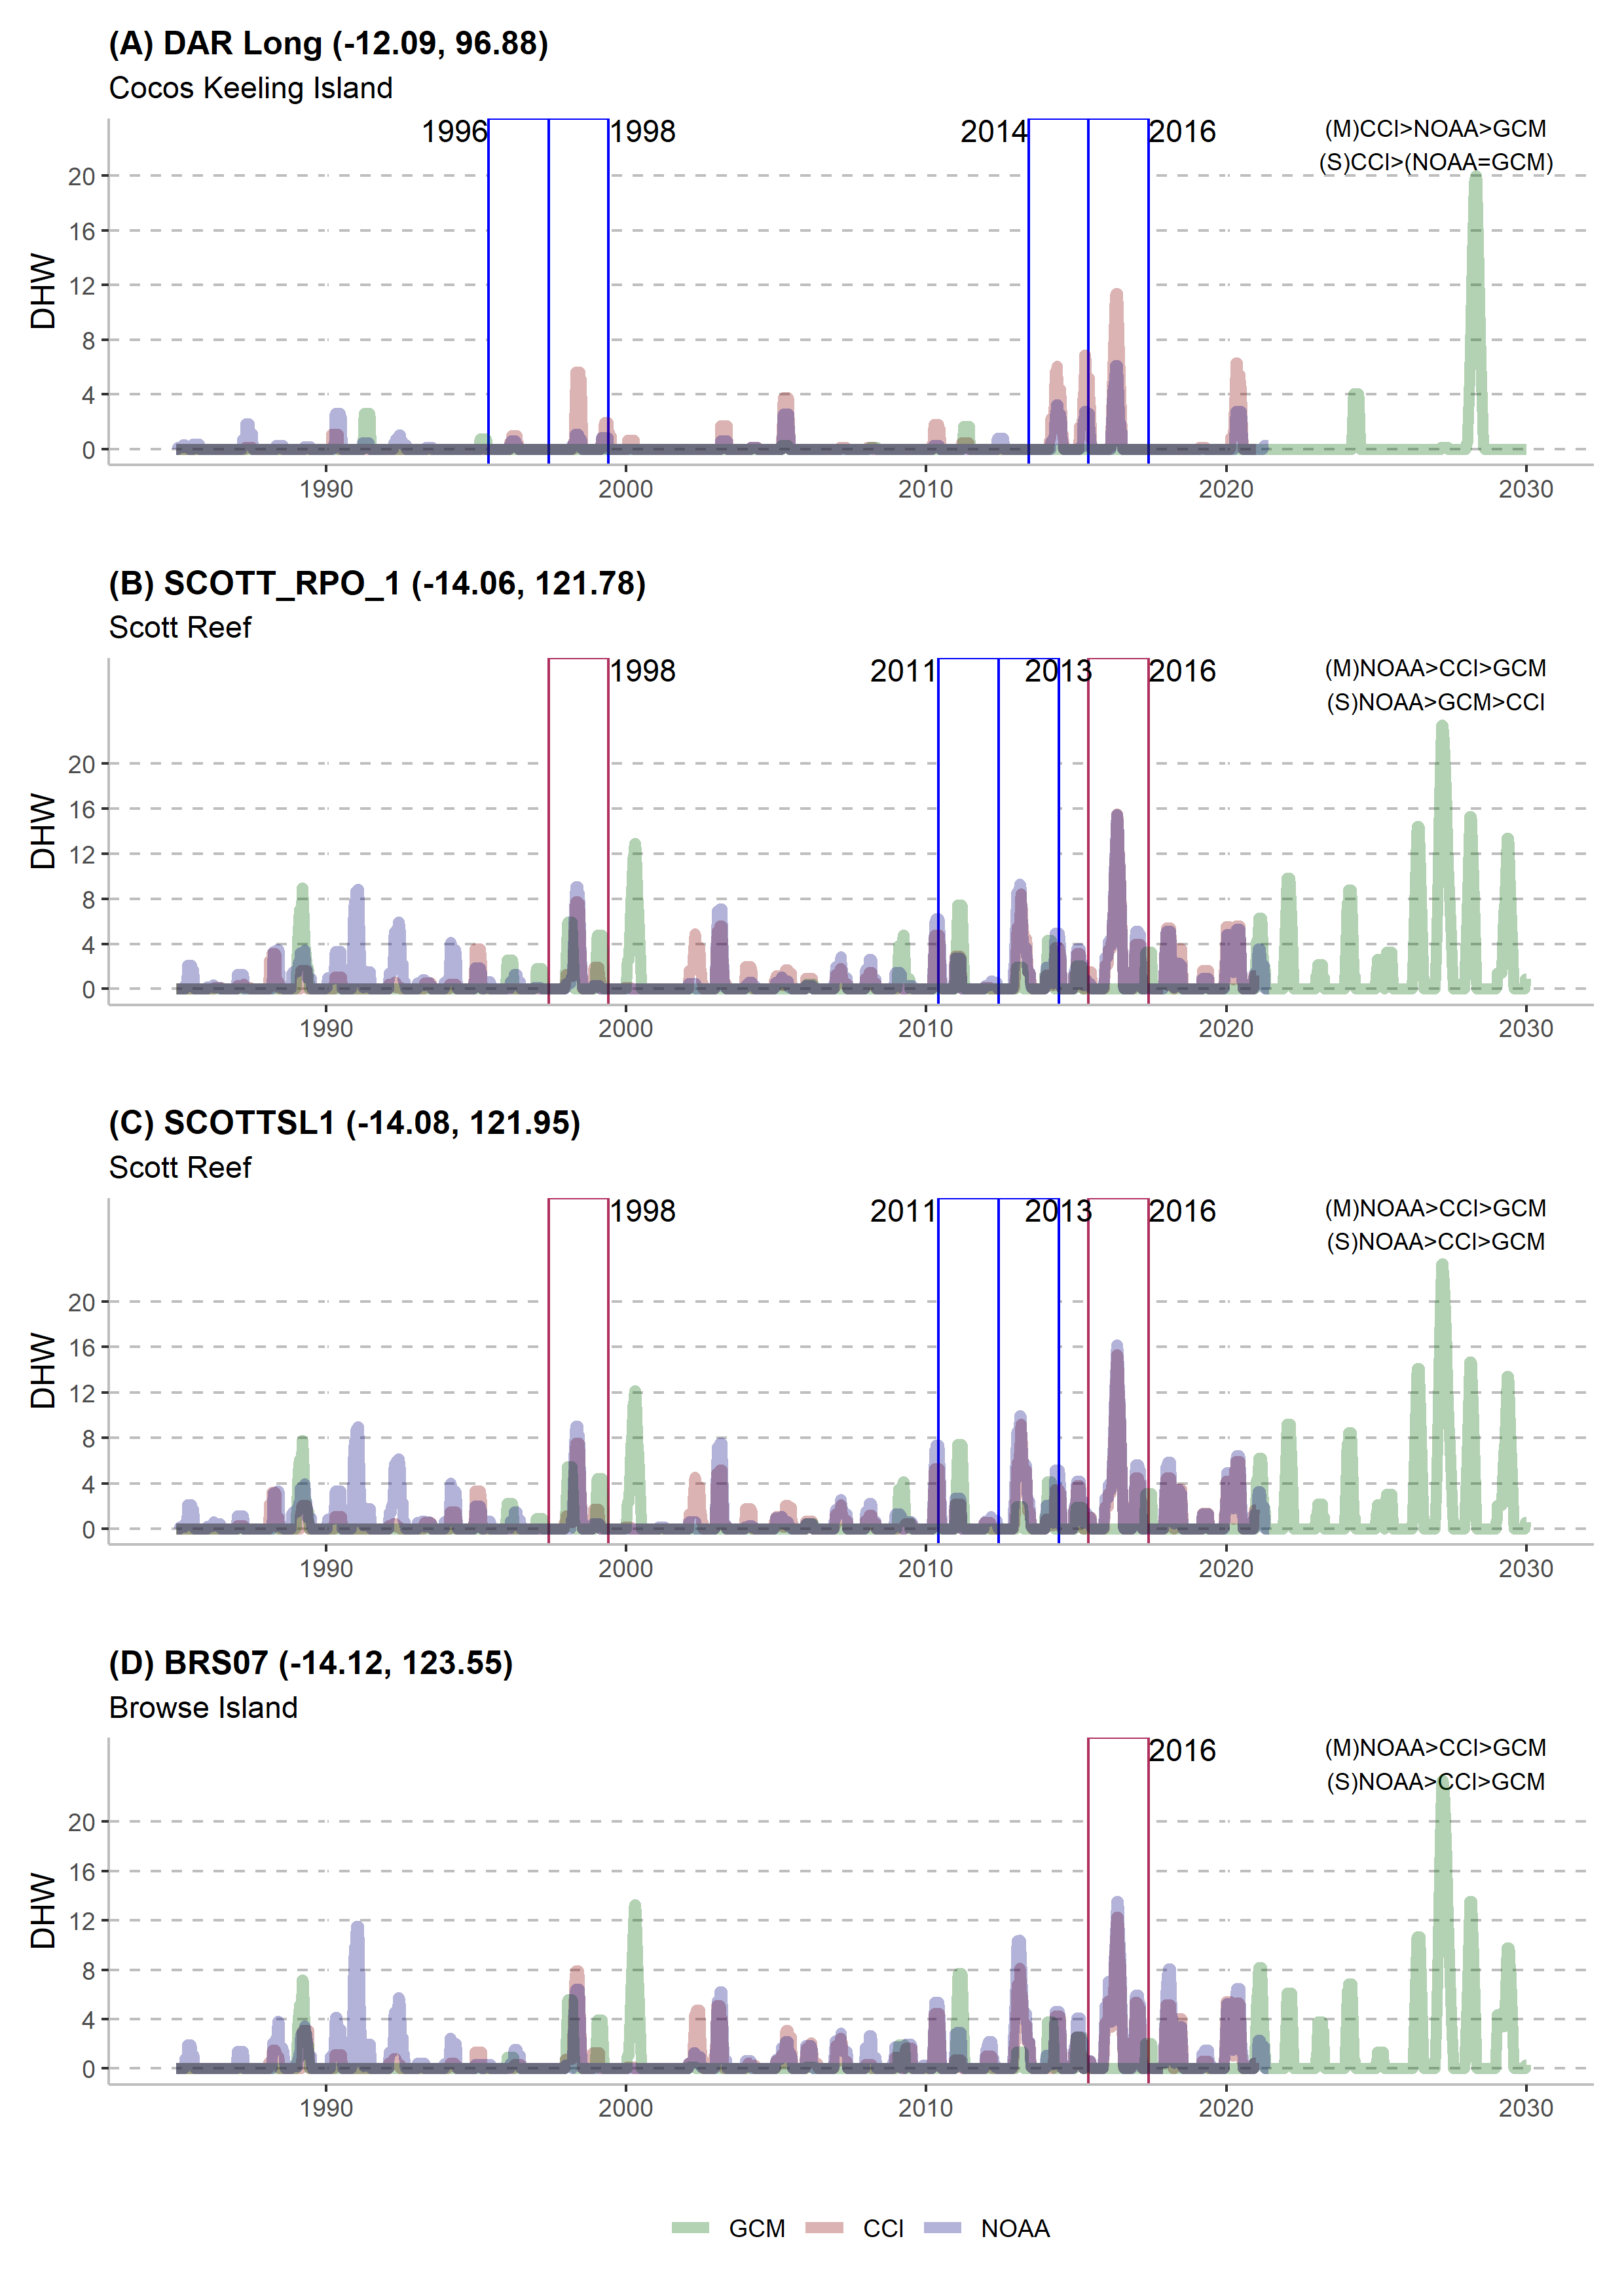 (A) DAR Long (-12.09, 96.88)
Cocos Keeling Island
1996 1998 2014 2016 (M)CCI>NOAA>GCM
(S)CCI>(NOAA=GCM)
DHW
20
16
12
8
4
0
1990 2000 2010 2020 2030
(B) SCOTT_RPO_1 (-14.06, 121.78)
Scott Reef
1998 2011 2013 2016 (M)NOAA>CCI>GCM
(S)NOAA>GCM>CCI
DHW
20
16
12
8
4
0
1990 2000 2010 2020 2030
(C) SCOTTSL1 (-14.08, 121.95)
Scott Reef
1998 2011 2013 2016 (M)NOAA>CCI>GCM
(S)NOAA>CCI>GCM
DHW
20
16
12
8
4
0
1990 2000 2010 2020 2030
(D) BRS07 (-14.12, 123.55)
Browse Island
2016 (M)NOAA>CCI>GCM
(S)NOAA>CCI>GCM
DHW
20
16
12
8
4
0
1990 2000 2010 2020 2030
GCM CCI NOAA